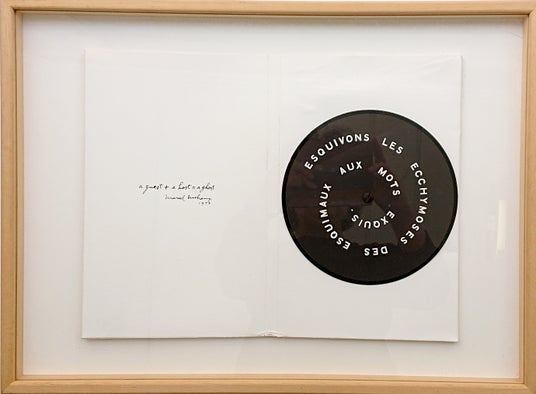 a guest + a host = a ghost
Marcel Duchamp
ESQUIVONS LES ECCHYMOSES DES ESQUIMAUX AUX MOTS EXQUIS.